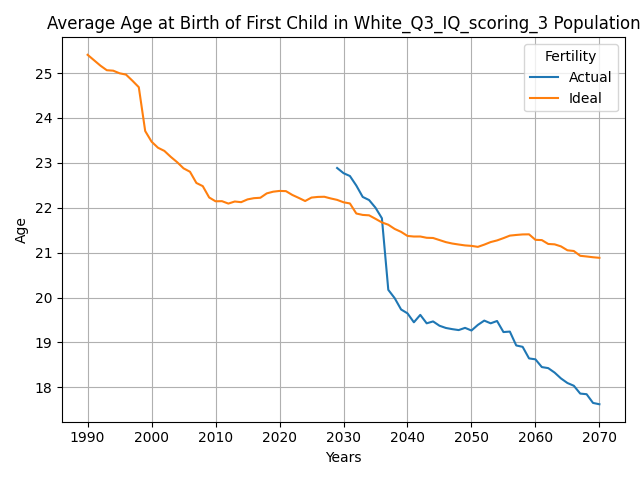 Average Age at Birth of First Child in White_Q3_IQ_scoring_3 Population
Fertility
Actual
Ideal
25
24
23
22
21
20
19
18
Age
1990
2000
2010
2020
2030
2040
2050
2060
2070
Years